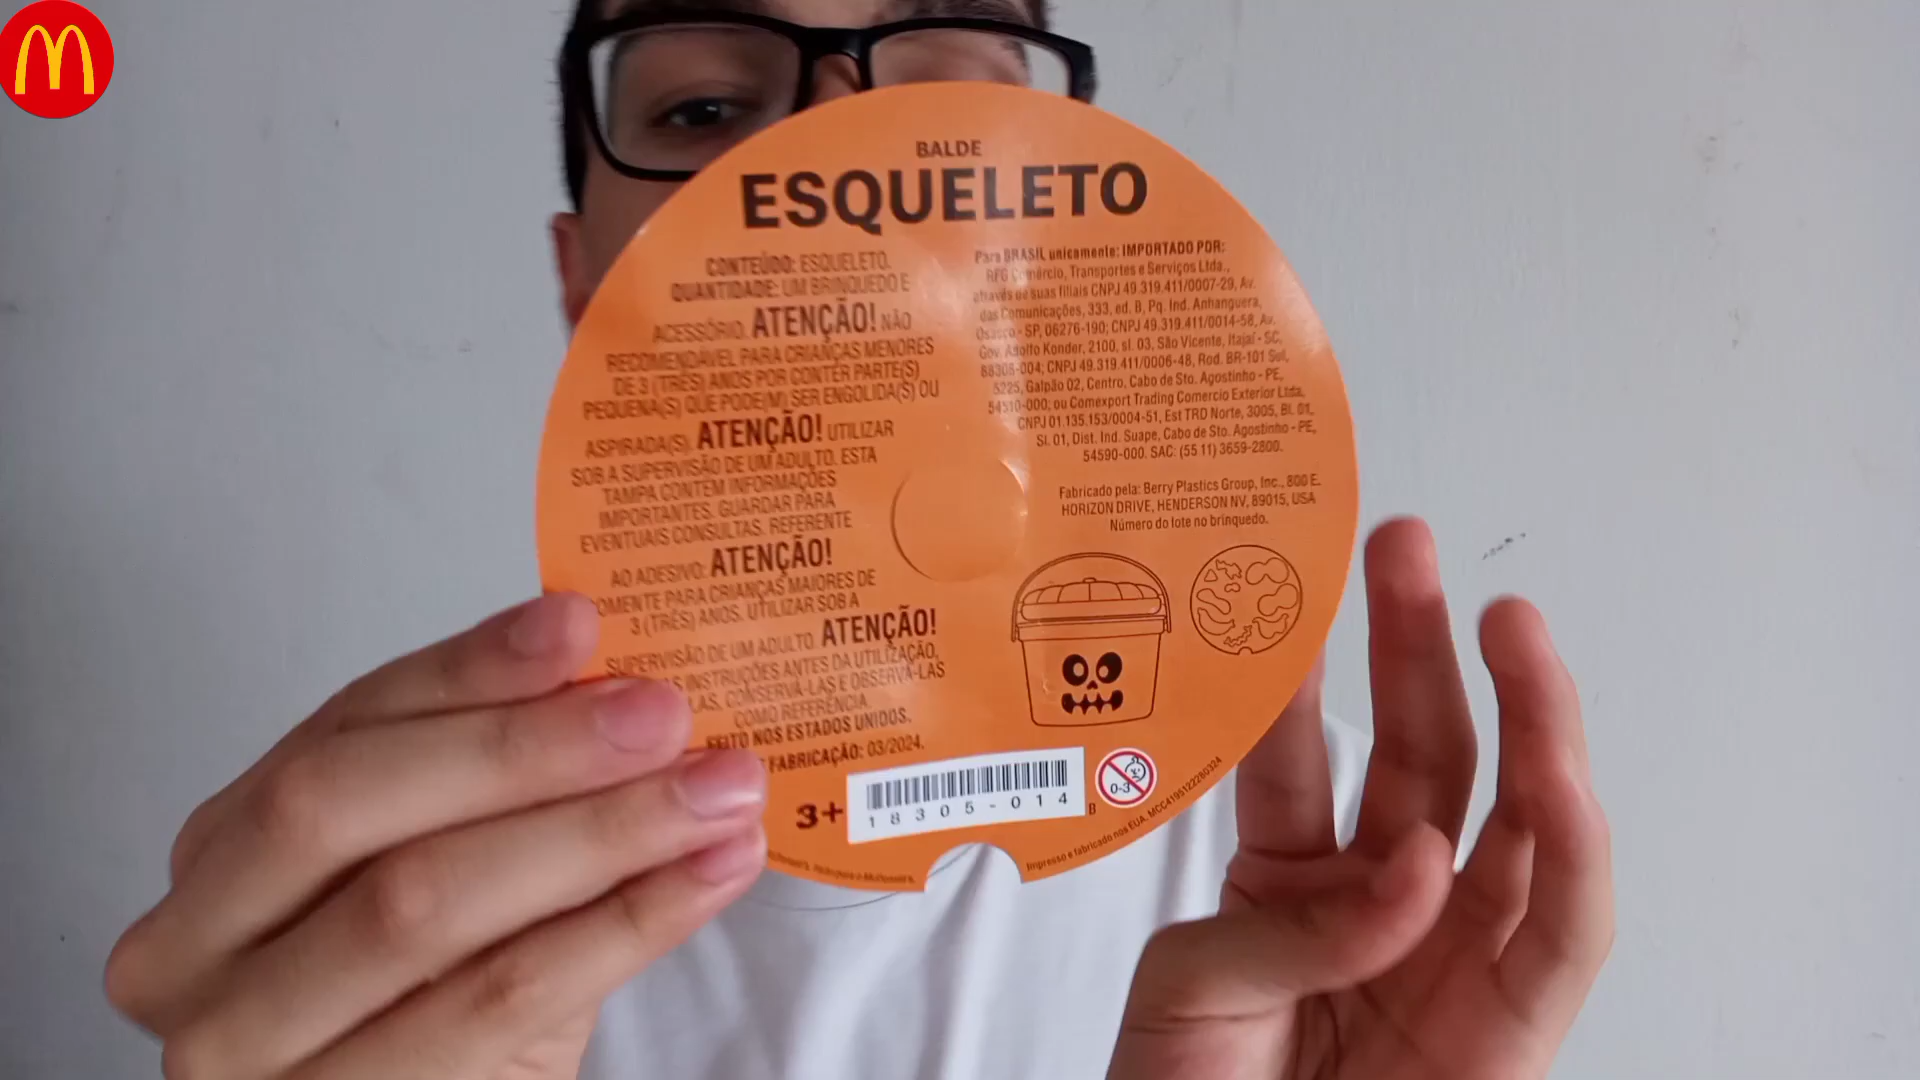 BALDE
ESQUELETO
CONTEÚDO: ESQUELETO.
QUANTIDADE: UM BRINQUEDO E
ACESSÓRIO. ATENÇÃO! NÃO
RECOMENDÁVEL PARA CRIANÇAS MENORES
DE 3 (TRÊS) ANOS POR CONTER PARTE(S)
PEQUENA(S) QUE PODE(M) SER ENGOLIDA(S) OU
ASPIRADA(S). ATENÇÃO! UTILIZAR
SOB A SUPERVISÃO DE UM ADULTO. ESTA
TAMPA CONTÉM INFORMAÇÕES
IMPORTANTES. GUARDAR PARA
EVENTUAIS CONSULTAS. REFERENTE
AO ADESIVO: ATENÇÃO!
SOMENTE PARA CRIANÇAS MAIORES DE
3 (TRÊS) ANOS. UTILIZAR SOB A
SUPERVISÃO DE UM ADULTO. ATENÇÃO!
INSTRUÇÕES ANTES DA UTILIZAÇÃO,
CONSERVÁ-LAS E OBSERVÁ-LAS
COMO REFERÊNCIA.
FEITO NOS ESTADOS UNIDOS.
FABRICAÇÃO: 03/2024.
Para BRASIL unicamente: IMPORTADO POR:
RFG Comércio, Transportes e Serviços Ltda.,
através de suas filiais CNPJ 49.319.411/0007-29, Av.
das Comunicações, 333, ed. B, Pq. Ind. Anhanguera,
Osasco - SP, 06276-190; CNPJ 49.319.411/0014-58, Av.
Gov. Adolfo Konder, 2100, sl. 03, São Vicente, Itajaí - SC,
88308-004; CNPJ 49.319.411/0006-48, Rod. BR-101 Sul,
5225, Galpão 02, Centro, Cabo de Sto. Agostinho - PE,
54510-000; ou Comexport Trading Comercio Exterior Ltda,
CNPJ 01.135.153/0004-51, Est TRD Norte, 3005, Bl. 01,
Sl. 01, Dist. Ind. Suape, Cabo de Sto. Agostinho - PE,
54590-000. SAC: (55 11) 3659-2800.
Fabricado pela: Berry Plastics Group, Inc., 800 E.
HORIZON DRIVE, HENDERSON NV, 89015, USA
Número do lote no brinquedo.
3+
18305-014
B
0-3
Impresso e fabricado nos EUA. MCC4195122280324